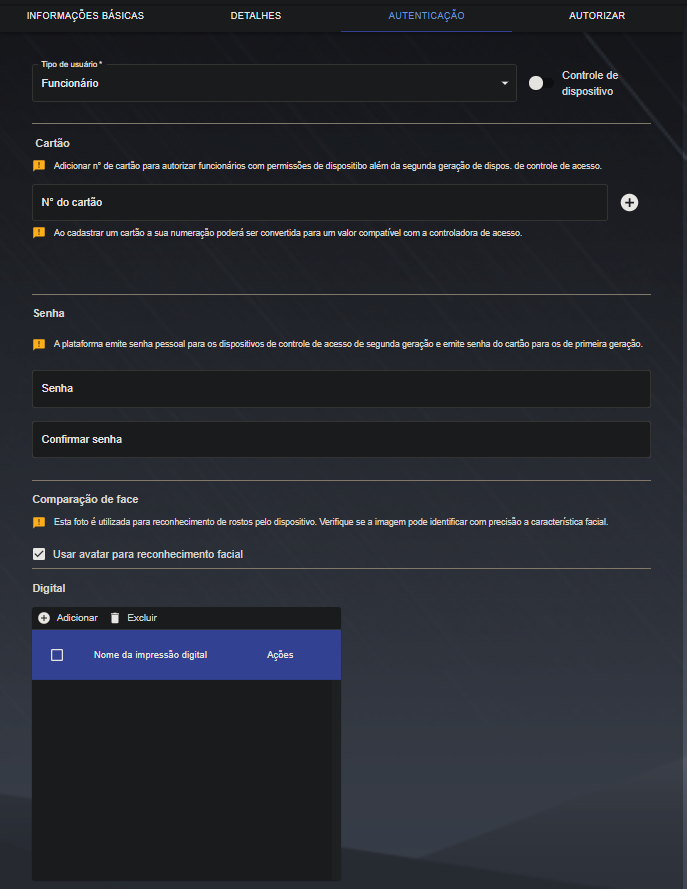 INFORMAÇÕES BÁSICAS DETALHES AUTENTICAÇÃO AUTORIZAR
Tipo de usuário *
Funcionário
Controle de
dispositivo
Cartão
Adicionar n° de cartão para autorizar funcionários com permissões de dispositibo além da segunda geração de dispos. de controle de acesso.
N° do cartão
Ao cadastrar um cartão a sua numeração poderá ser convertida para um valor compatível com a controladora de acesso.
Senha
A plataforma emite senha pessoal para os dispositivos de controle de acesso de segunda geração e emite senha do cartão para os de primeira geração.
Senha
Confirmar senha
Comparação de face
Esta foto é utilizada para reconhecimento de rostos pelo dispositivo. Verifique se a imagem pode identificar com precisão a característica facial.
Usar avatar para reconhecimento facial
Digital
Adicionar Excluir
Nome da impressão digital Ações